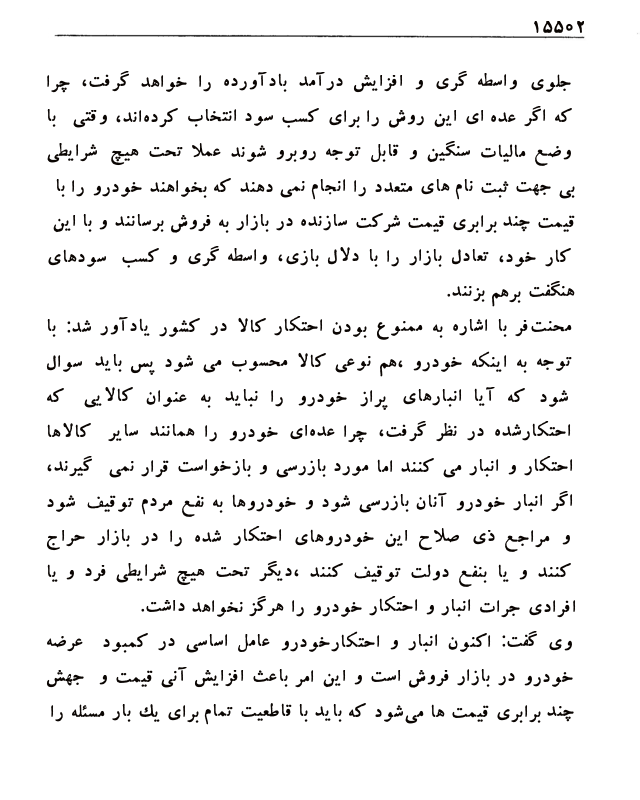 ۱۵۵۰۲
جلوی واسطه گری و افزایش درآمد بادآورده را خواهد گرفت، چرا
که اگر عده ای این روش را برای کسب سود انتخاب کرده‌اند، وقتی با
وضع مالیات سنگین و قابل توجه روبرو شوند عملا تحت هیچ شرایطی
بی جهت ثبت نام های متعدد را انجام نمی دهند که بخواهند خودرو را با
قیمت چند برابری قیمت شرکت سازنده در بازار به فروش برسانند و با این
کار خود، تعادل بازار را با دلال بازی، واسطه گری و کسب سودهای
هنگفت برهم بزنند.
محنت‌فر با اشاره به ممنوع بودن احتکار کالا در کشور یادآور شد: با
توجه به اینکه خودرو ،هم نوعی کالا محسوب می شود پس باید سوال
شود که آیا انبارهای پراز خودرو را نباید به عنوان کالایی که
احتکارشده در نظر گرفت، چرا عده‌ای خودرو را همانند سایر کالاها
احتکار و انبار می کنند اما مورد بازرسی و بازخواست قرار نمی گیرند،
اگر انبار خودرو آنان بازرسی شود و خودروها به نفع مردم توقیف شود
و مراجع ذی صلاح این خودروهای احتکار شده را در بازار حراج
کنند و یا بنفع دولت توقیف کنند ،دیگر تحت هیچ شرایطی فرد و یا
افرادی جرات انبار و احتکار خودرو را هرگز نخواهد داشت.
وی گفت: اکنون انبار و احتکارخودرو عامل اساسی در کمبود عرضه
خودرو در بازار فروش است و این امر باعث افزایش آنی قیمت و جهش
چند برابری قیمت ها می‌شود که باید با قاطعیت تمام برای یك بار مسئله را